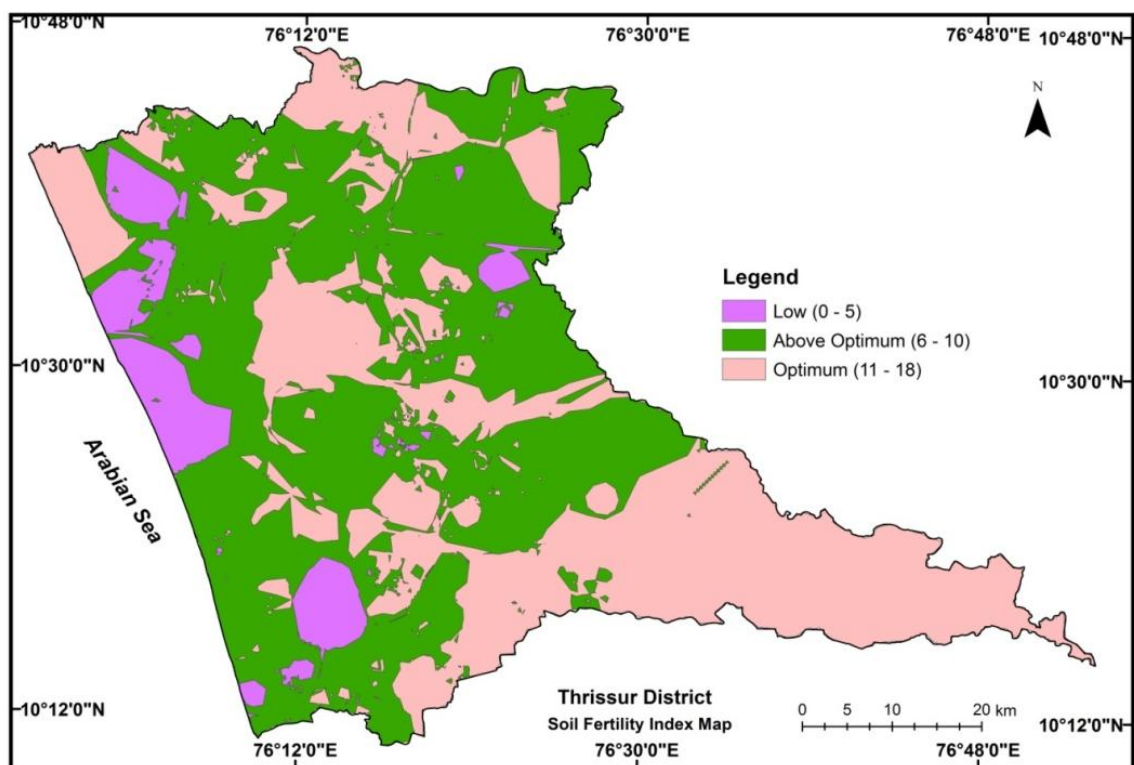 10°48'0"N
76°12'0"E
76°30'0"E
76°48'0"E
10°48'0"N
N
Legend
Low (0 - 5)
Above Optimum (6 - 10)
Optimum (11 - 18)
10°30'0"N
10°30'0"N
Arabian Sea
Thrissur District
Soil Fertility Index Map
0 5 10 20 km
10°12'0"N
10°12'0"N
76°12'0"E
76°30'0"E
76°48'0"E